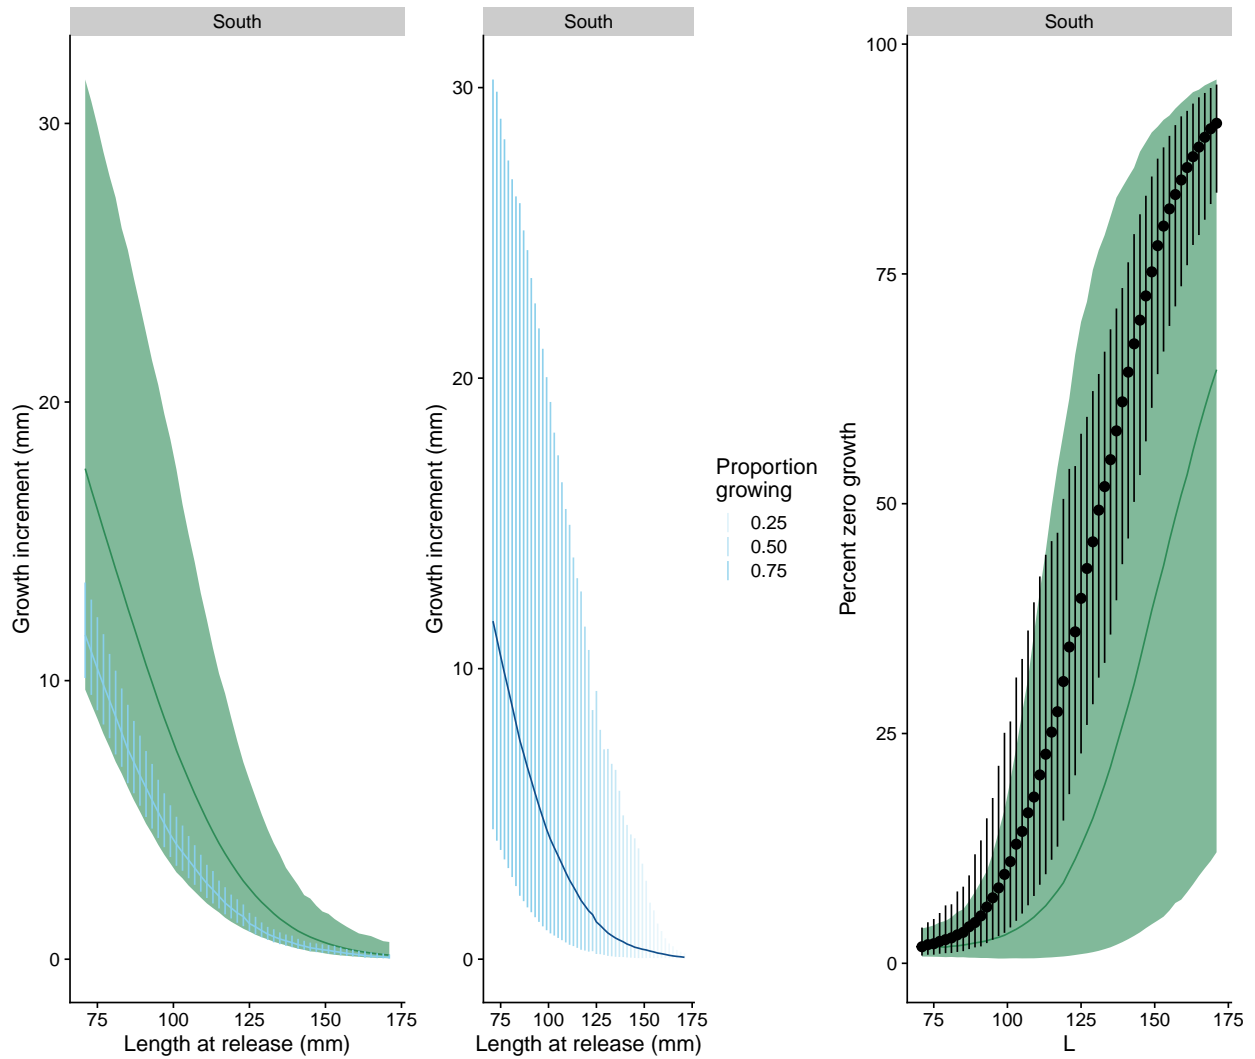 South
30
20
10
0
Growth increment (mm)
75
100
125
150
175
Length at release (mm)
South
30
20
10
0
Growth increment (mm)
75
100
125
150
175
Length at release (mm)
Proportion
growing
0.25
0.50
0.75
South
100
75
50
25
0
Percent zero growth
75
100
125
150
175
L